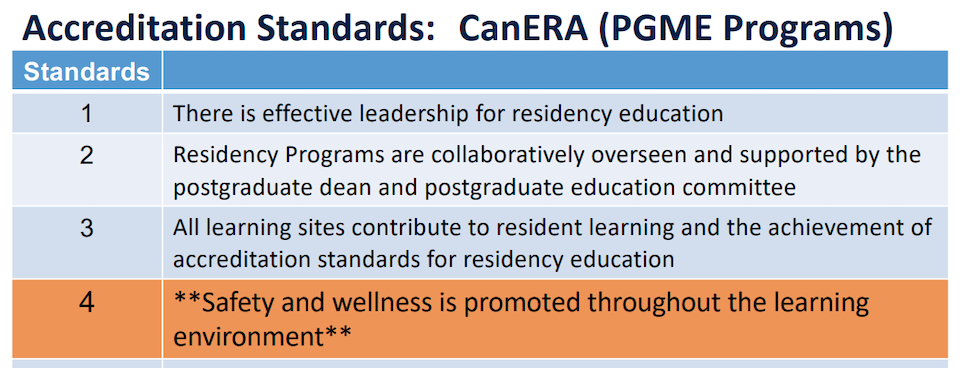 Accreditation Standards: CanERA (PGME Programs)
Standards
1
There is effective leadership for residency education
2
Residency Programs are collaboratively overseen and supported by the
postgraduate dean and postgraduate education committee
3
All learning sites contribute to resident learning and the achievement of
accreditation standards for residency education
4
**Safety and wellness is promoted throughout the learning
environment**